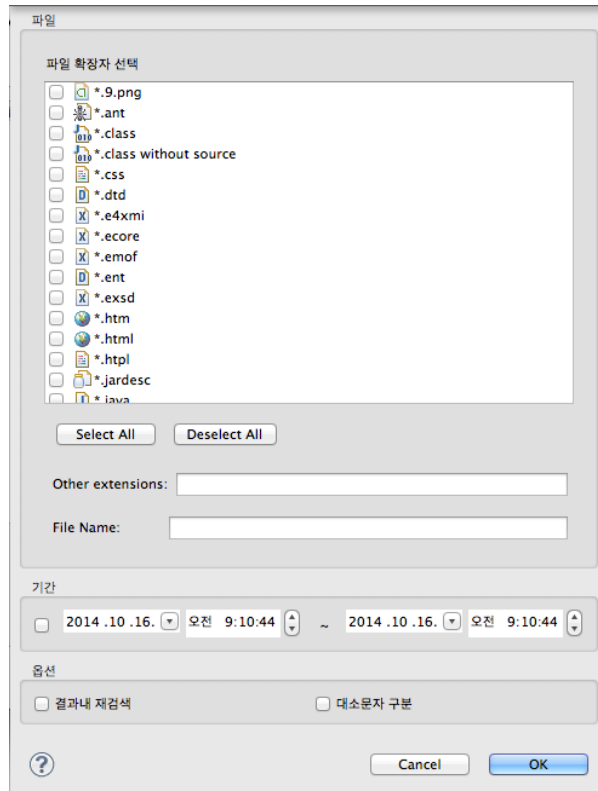 파일
파일 확장자 선택
*.9.png
*.ant
*.class
*.class without source
*.css
*.dtd
*.e4xmi
*.ecore
*.emof
*.ent
*.exsd
*.htm
*.html
*.htpl
*.jardesc
*.java
Select All Deselect All
Other extensions:
File Name:
기간
2014 .10 .16. 오전 9:10:44 ~ 2014 .10 .16. 오전 9:10:44
옵션
결과내 재검색 대소문자 구분
? Cancel OK